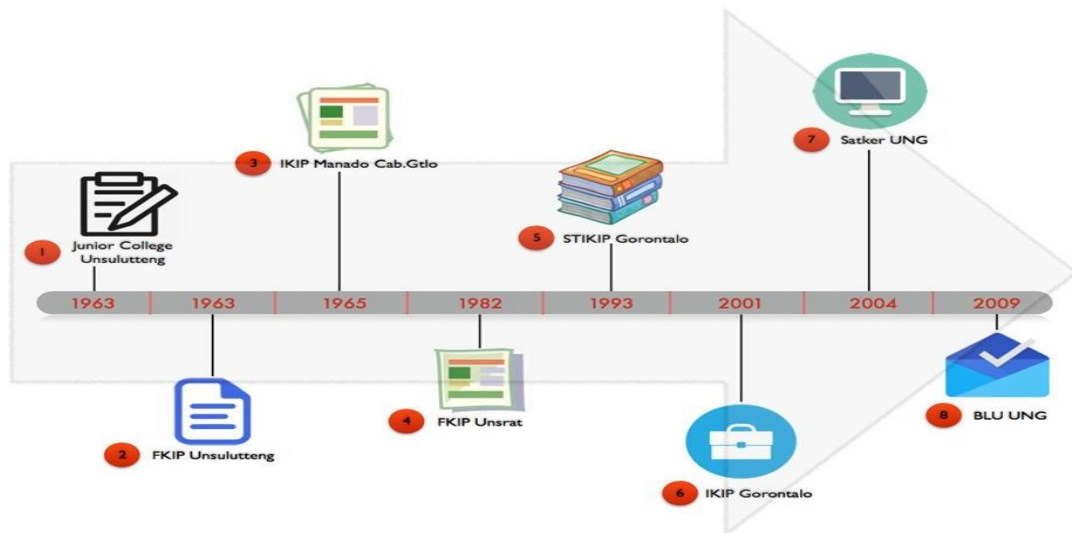 1
Junior College
Unsulutteng
1963
2
FKIP Unsulutteng
1963
3
IKIP Manado Cab.Gtlo
1965
4
FKIP Unsrat
1982
5
STIKIP Gorontalo
1993
6
IKIP Gorontalo
2001
7
Satker UNG
2004
8
BLU UNG
2009